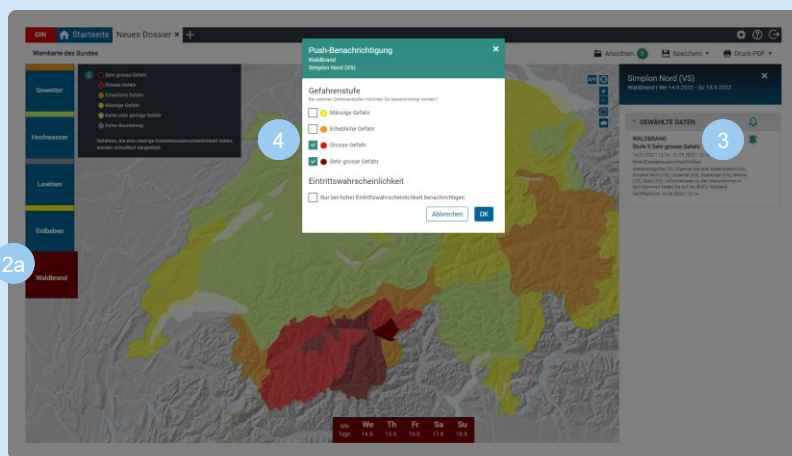 GIN
Startseite
Neues Dossier ×
+
Warnkarte des Bundes
Ansichten 1
Speichern
Druck-PDF
Unwetter
Hochwasser
Lawinen
Erdbeben
Waldbrand
2a
Sehr grosse Gefahr
Grosse Gefahr
Erhebliche Gefahr
Mässige Gefahr
Keine oder geringe Gefahr
Keine Beurteilung
Gefahren, die eine niedrige Eintretenswahrscheinlichkeit haben,
werden schraffiert dargestellt.
Push-Benachrichtigung
Waldbrand
Simplon Nord (VS)
Gefahrenstufe
Bei welchen Gefahrenstufen möchten Sie benachrichtigt werden?
4
Mässige Gefahr
Erhebliche Gefahr
Grosse Gefahr
Sehr grosse Gefahr
Eintrittswahrscheinlichkeit
Nur bei hoher Eintrittswahrscheinlichkeit benachrichtigen
Abbrechen
OK
Simplon Nord (VS)
Waldbrand | We 14.9.2022 - Su 18.9.2022
GEWÄHLTE DATEN
3
WALDBRAND
Stufe 5 Sehr grosse Gefahr
Alle We Th Fr Sa Su
Tage 14.9. 15.9. 16.9. 17.9. 18.9.